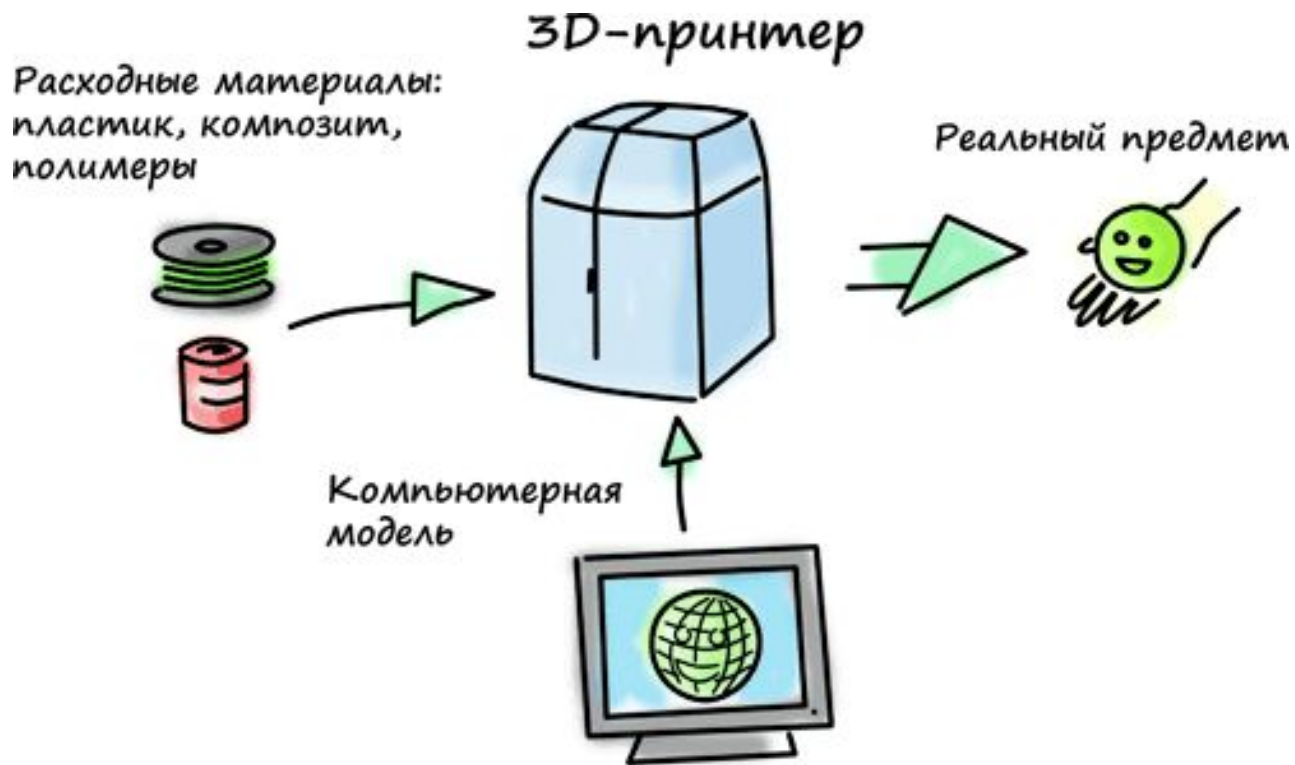 3D-принтер
Расходные материалы:
пластик, композит,
полимеры
Реальный предмет
Компьютерная
модель